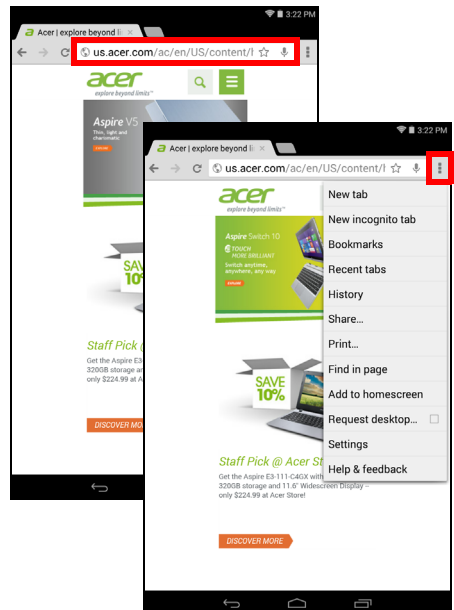 3:22 PM
Acer | explore beyond li
us.acer.com/ac/en/US/content/h
acer
explore beyond limits™
Aspire V5
Thin, light and
charismatic
SAV
10%
Staff Pick @
Get the Aspire E3-
320GB storage an
only $224.99 at A
DISCOVER MO
3:22 PM
Acer | explore beyond li
us.acer.com/ac/en/US/content/h
acer
explore beyond limits™
Aspire Switch 10
TOUCH
MORE BRILLIANT
Switch anytime,
anywhere, any way
SAVE
10%
Staff Pick @ Acer St
Get the Aspire E3-111-C4GX with
320GB storage and 11.6" Widescreen Display –
only $224.99 at Acer Store!
DISCOVER MORE
New tab
New incognito tab
Bookmarks
Recent tabs
History
Share...
Print...
Find in page
Add to homescreen
Request desktop...
Settings
Help & feedback